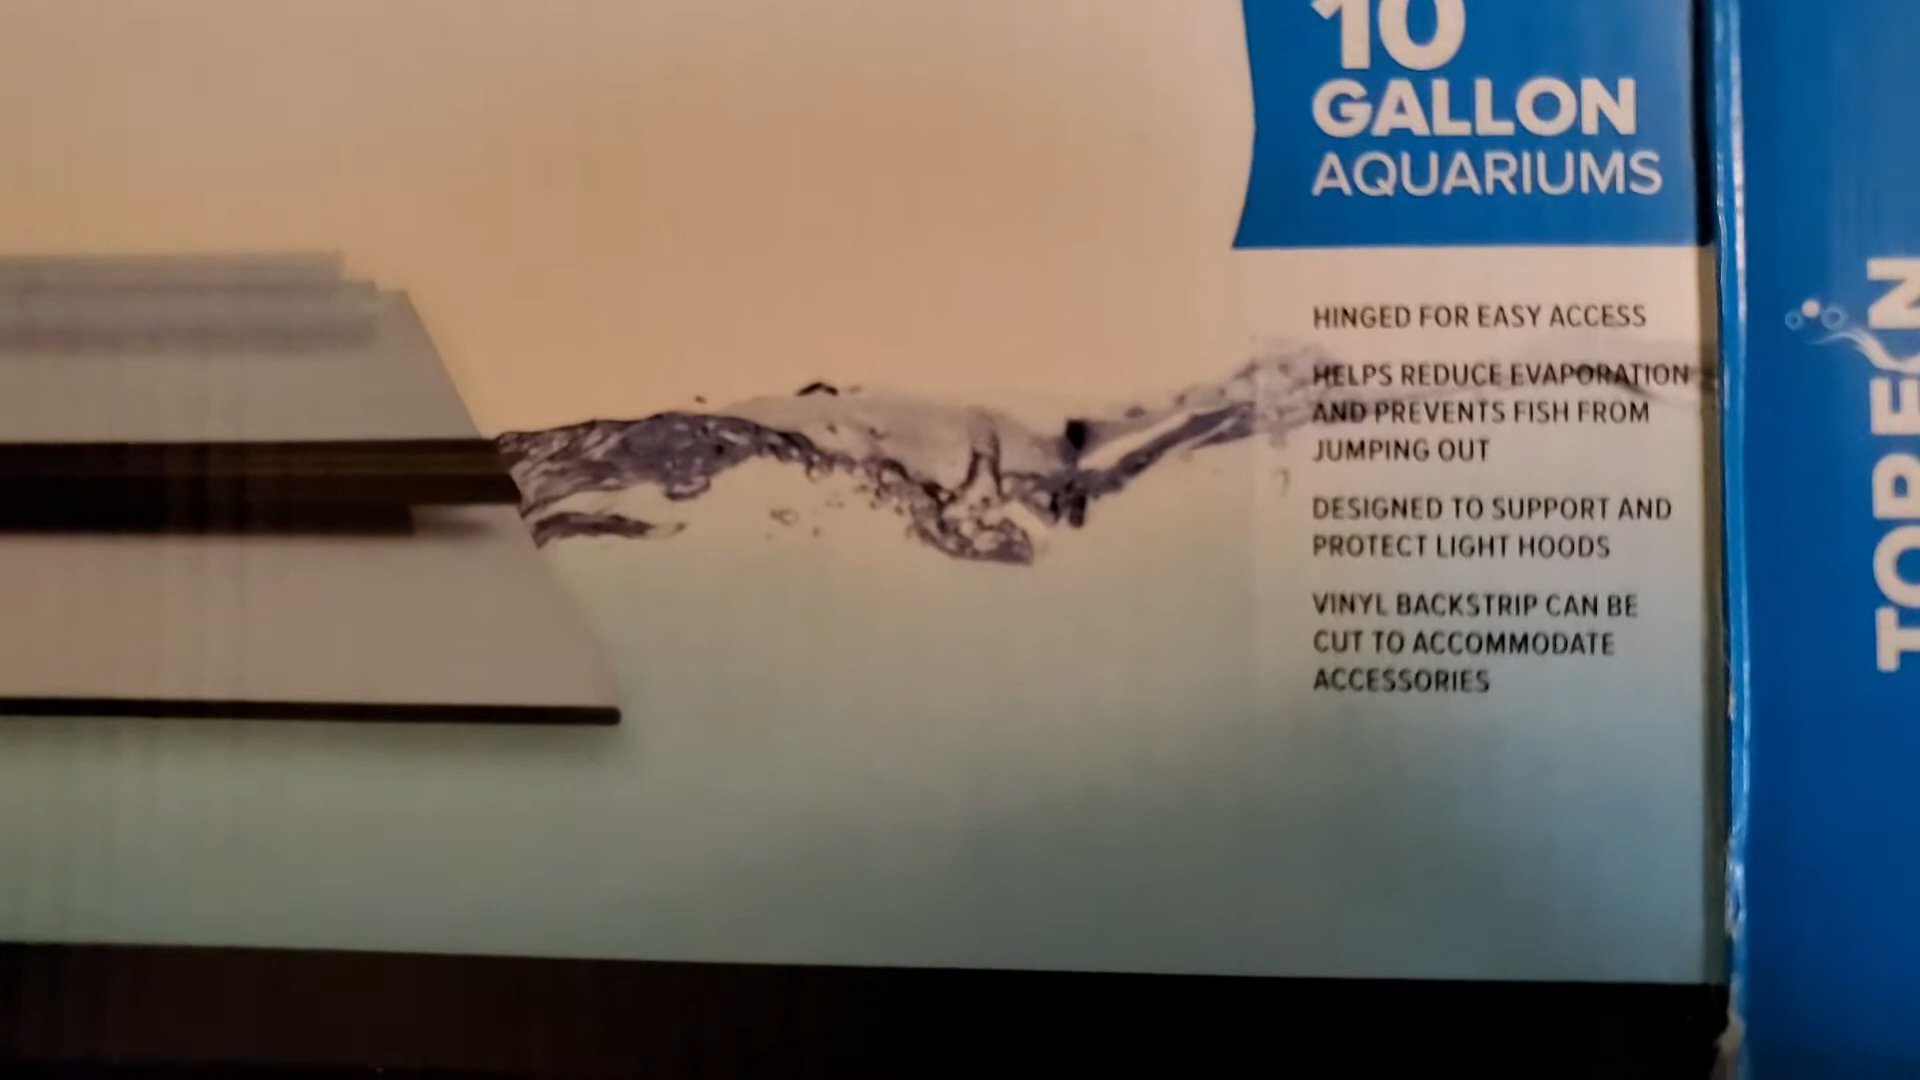 10
GALLON
AQUARIUMS
HINGED FOR EASY ACCESS
HELPS REDUCE EVAPORATION
AND PREVENTS FISH FROM
JUMPING OUT
DESIGNED TO SUPPORT AND
PROTECT LIGHT HOODS
VINYL BACKSTRIP CAN BE
CUT TO ACCOMMODATE
ACCESSORIES